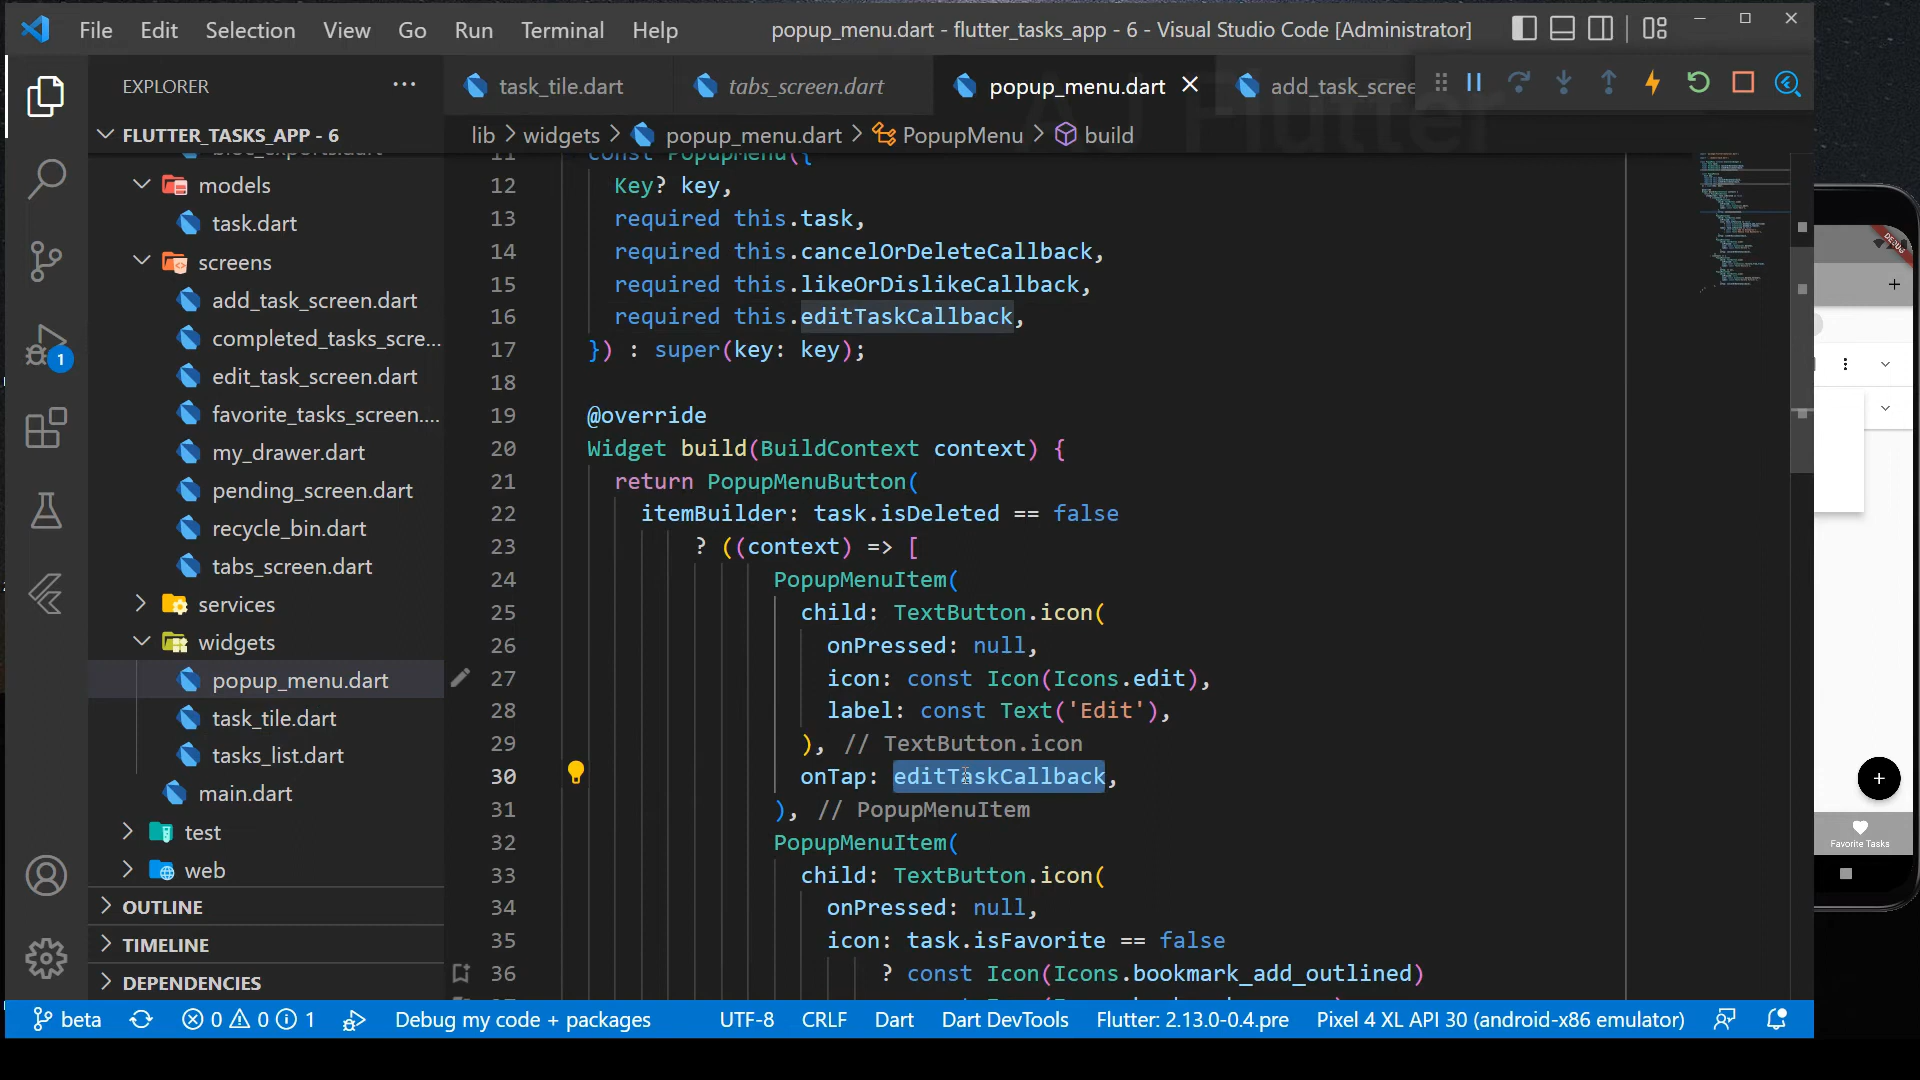 File Edit Selection View Go Run Terminal Help
popup_menu.dart - flutter_tasks_app - 6 - Visual Studio Code [Administrator]
EXPLORER
task_tile.dart
tabs_screen.dart
popup_menu.dart
add_task_scree
A J Flutter
FLUTTER_TASKS_APP - 6
lib > widgets > popup_menu.dart > PopupMenu > build
models
task.dart
screens
add_task_screen.dart
completed_tasks_scre...
edit_task_screen.dart
favorite_tasks_screen....
my_drawer.dart
pending_screen.dart
recycle_bin.dart
tabs_screen.dart
services
widgets
popup_menu.dart
task_tile.dart
tasks_list.dart
main.dart
test
web
OUTLINE
TIMELINE
DEPENDENCIES
1
11 const PopupMenu({
12 Key? key,
13 required this.task,
14 required this.cancelOrDeleteCallback,
15 required this.likeOrDislikeCallback,
16 required this.editTaskCallback,
17 }) : super(key: key);
18
19 @override
20 Widget build(BuildContext context) {
21 return PopupMenuButton(
22 itemBuilder: task.isDeleted == false
23 ? ((context) => [
24 PopupMenuItem(
25 child: TextButton.icon(
26 onPressed: null,
27 icon: const Icon(Icons.edit),
28 label: const Text('Edit'),
29 ), // TextButton.icon
30 onTap: editTaskCallback,
31 ), // PopupMenuItem
32 PopupMenuItem(
33 child: TextButton.icon(
34 onPressed: null,
35 icon: task.isFavorite == false
36 ? const Icon(Icons.bookmark_add_outlined)
DEBUG
Favorite Tasks
beta
0 0 1
Debug my code + packages
UTF-8
CRLF
Dart
Dart DevTools
Flutter: 2.13.0-0.4.pre
Pixel 4 XL API 30 (android-x86 emulator)